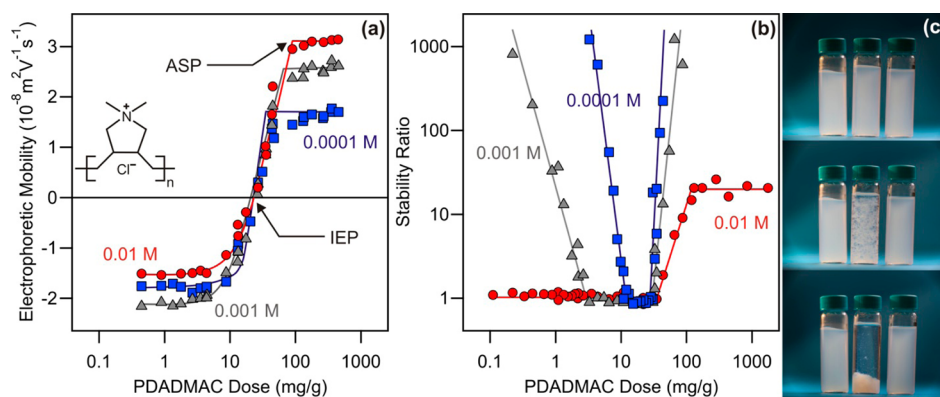 (a)
Electrophoretic Mobility (10⁻⁸ m²V⁻¹s⁻¹)
3
2
1
0
-1
-2
ASP
IEP
N
+
Cl−
n
0.0001 M
0.01 M
0.001 M
0.1
1
10
100
1000
PDADMAC Dose (mg/g)
(b)
Stability Ratio
1000
100
10
1
0.001 M
0.0001 M
0.01 M
0.1
1
10
100
1000
PDADMAC Dose (mg/g)
(c)